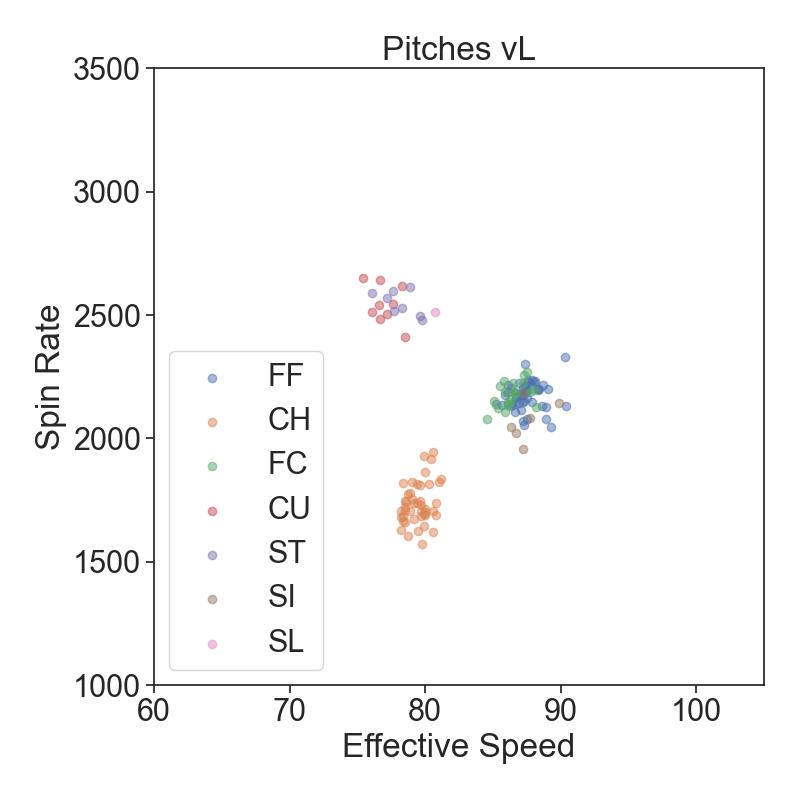 Pitches vL
3500
3000
2500
2000
1500
1000
Spin Rate
FF
CH
FC
CU
ST
SI
SL
60 70 80 90 100
Effective Speed